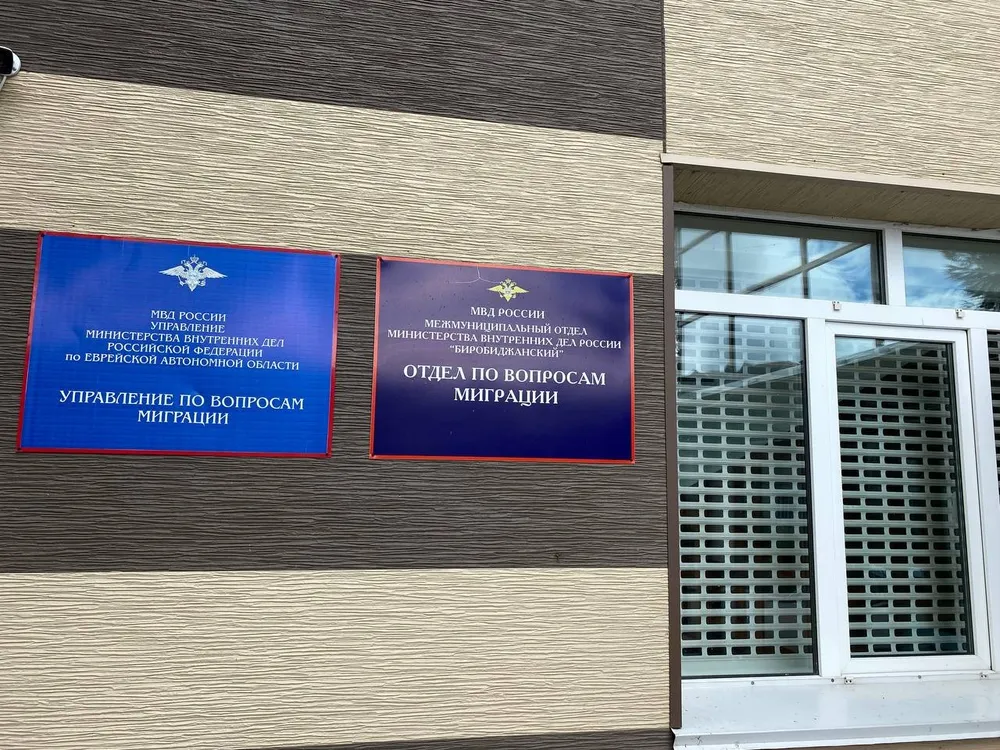 МВД РОССИИ
УПРАВЛЕНИЕ
МИНИСТЕРСТВА ВНУТРЕННИХ ДЕЛ
РОССИЙСКОЙ ФЕДЕРАЦИИ
по ЕВРЕЙСКОЙ АВТОНОМНОЙ ОБЛАСТИ
УПРАВЛЕНИЕ ПО ВОПРОСАМ
МИГРАЦИИ
МВД РОССИИ
МЕЖМУНИЦИПАЛЬНЫЙ ОТДЕЛ
МИНИСТЕРСТВА ВНУТРЕННИХ ДЕЛ РОССИИ
"БИРОБИДЖАНСКИЙ"
ОТДЕЛ ПО ВОПРОСАМ
МИГРАЦИИ